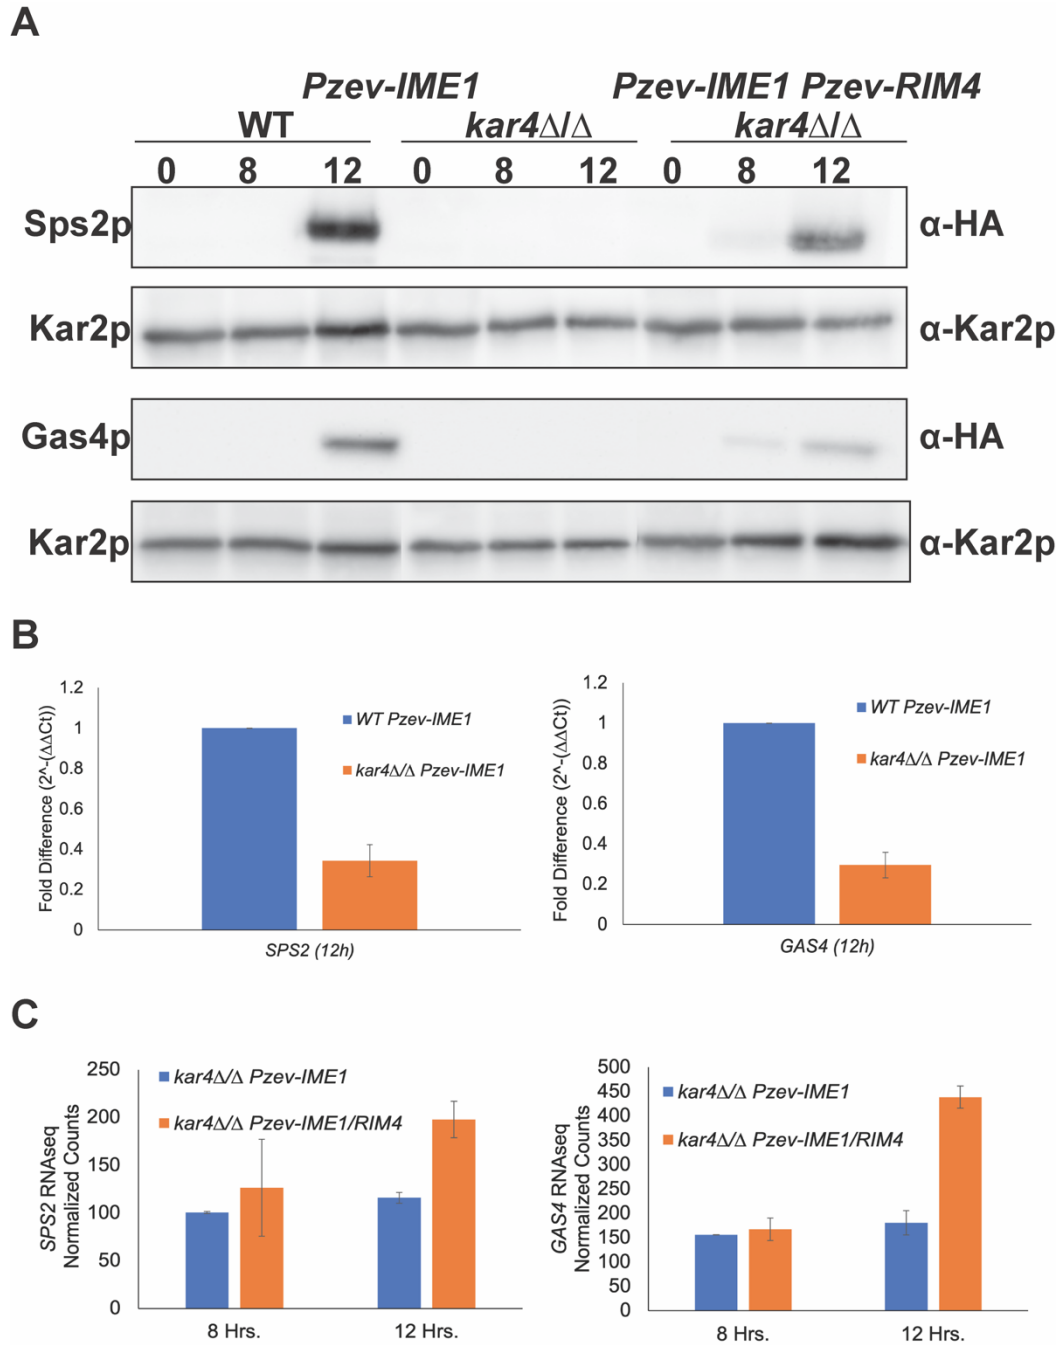 A
Pzev-IME1 Pzev-IME1 Pzev-RIM4
WT kar4Δ/Δ kar4Δ/Δ
0 8 12 0 8 12 0 8 12
Sps2p α-HA
Kar2p α-Kar2p
Gas4p α-HA
Kar2p α-Kar2p
B
Fold Difference (2^-(ΔΔCt))
1.2
1
0.8
0.6
0.4
0.2
0
WT Pzev-IME1
kar4Δ/Δ Pzev-IME1
SPS2 (12h)
Fold Difference (2^-(ΔΔCt))
1.2
1
0.8
0.6
0.4
0.2
0
WT Pzev-IME1
kar4Δ/Δ Pzev-IME1
GAS4 (12h)
C
SPS2 RNAseq
Normalized Counts
250
200
150
100
50
0
kar4Δ/Δ Pzev-IME1
kar4Δ/Δ Pzev-IME1/RIM4
8 Hrs. 12 Hrs.
GAS4 RNAseq
Normalized Counts
500
450
400
350
300
250
200
150
100
50
0
kar4Δ/Δ Pzev-IME1
kar4Δ/Δ Pzev-IME1/RIM4
8 Hrs. 12 Hrs.